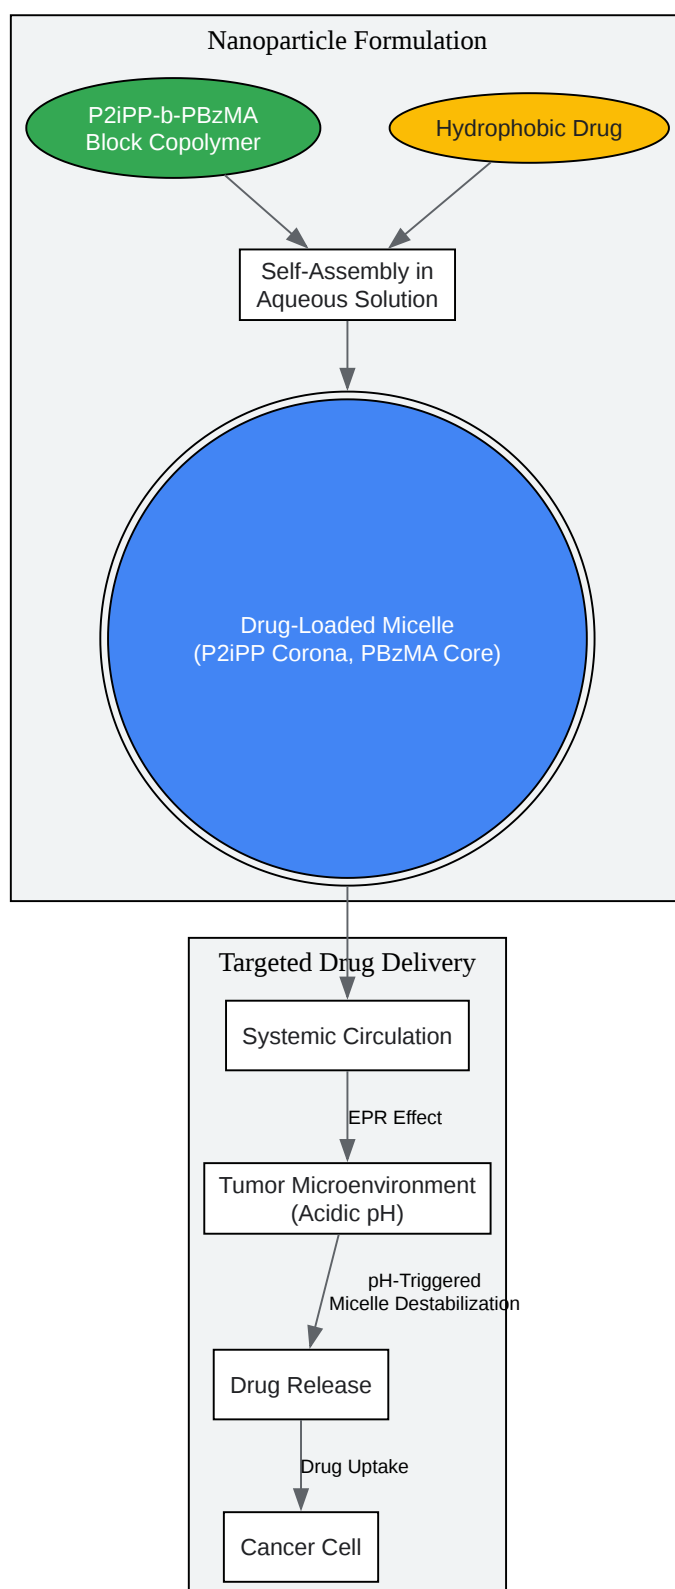 Nanoparticle Formulation
P2iPP-b-PBzMA
Block Copolymer
Hydrophobic Drug
Self-Assembly in
Aqueous Solution
Drug-Loaded Micelle
(P2iPP Corona, PBzMA Core)
Targeted Drug Delivery
Systemic Circulation
EPR Effect
Tumor Microenvironment
(Acidic pH)
pH-Triggered
Micelle Destabilization
Drug Release
Drug Uptake
Cancer Cell